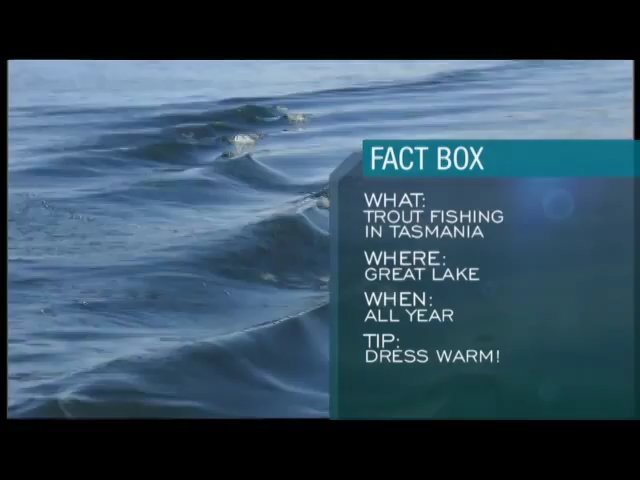 FACT BOX
WHAT:
TROUT FISHING
IN TASMANIA
WHERE:
GREAT LAKE
WHEN:
ALL YEAR
TIP:
DRESS WARM!